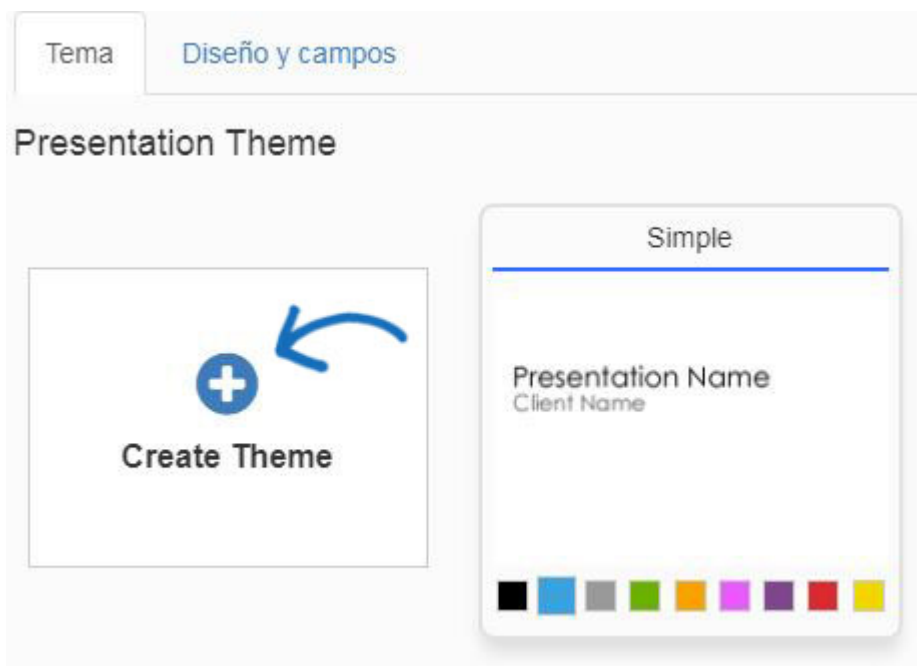 Tema
Diseño y campos
Presentation Theme
Simple
Presentation Name
Client Name
Create Theme